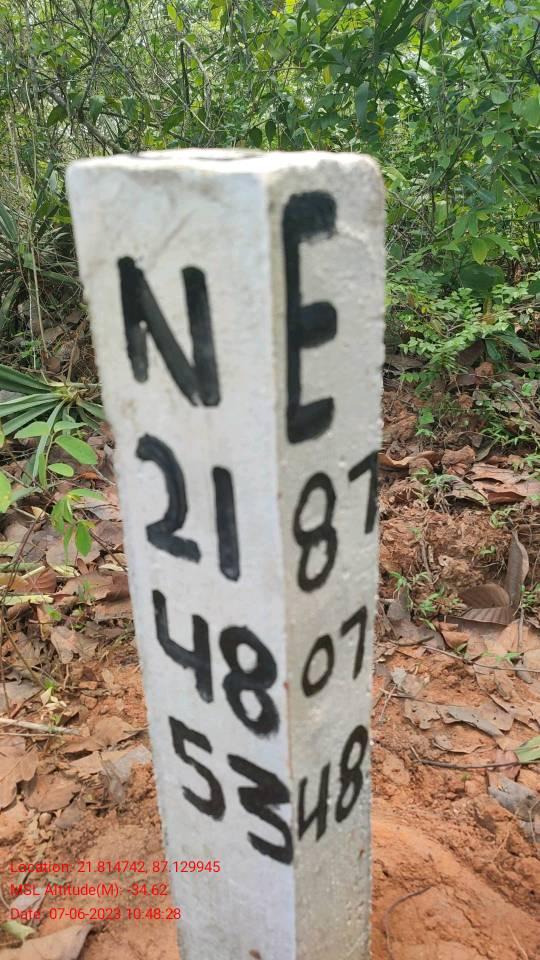 N
21
48
53
E
87
07
48
Location: 21.814742, 87.129945
MSL Altitude(M): -34.62
Date: 07-06-2023 10:48:28